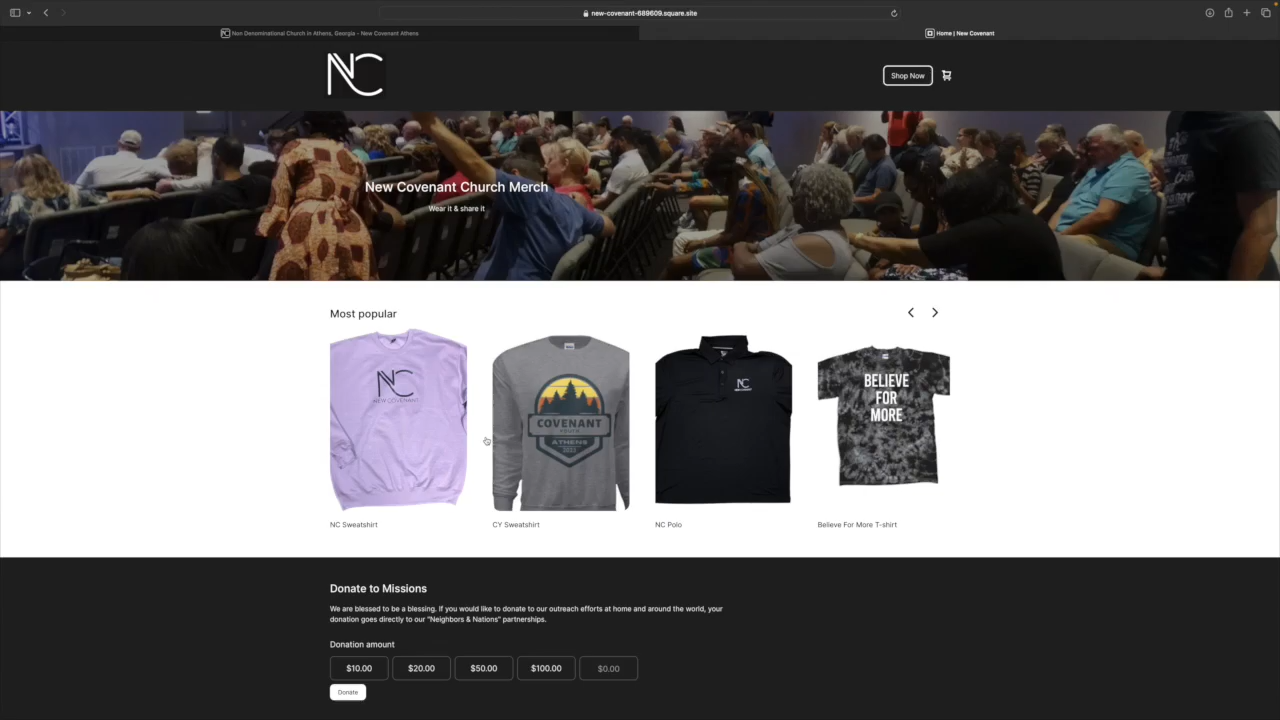 new-covenant-689609.square.site
Non Denominational Church in Athens, Georgia - New Covenant Athens
Home | New Covenant
NC
Shop Now
New Covenant Church Merch
Wear it & share it
Most popular
NC
NEW COVENANT
COVENANT
YOUTH
ATHENS
NC
BELIEVE
FOR
MORE
NC Sweatshirt
CY Sweatshirt
NC Polo
Believe For More T-shirt
Donate to Missions
We are blessed to be a blessing. If you would like to donate to our outreach efforts at home and around the world, your
donation goes directly to our "Neighbors & Nations" partnerships.
Donation amount
$10.00 $20.00 $50.00 $100.00 $0.00
Donate